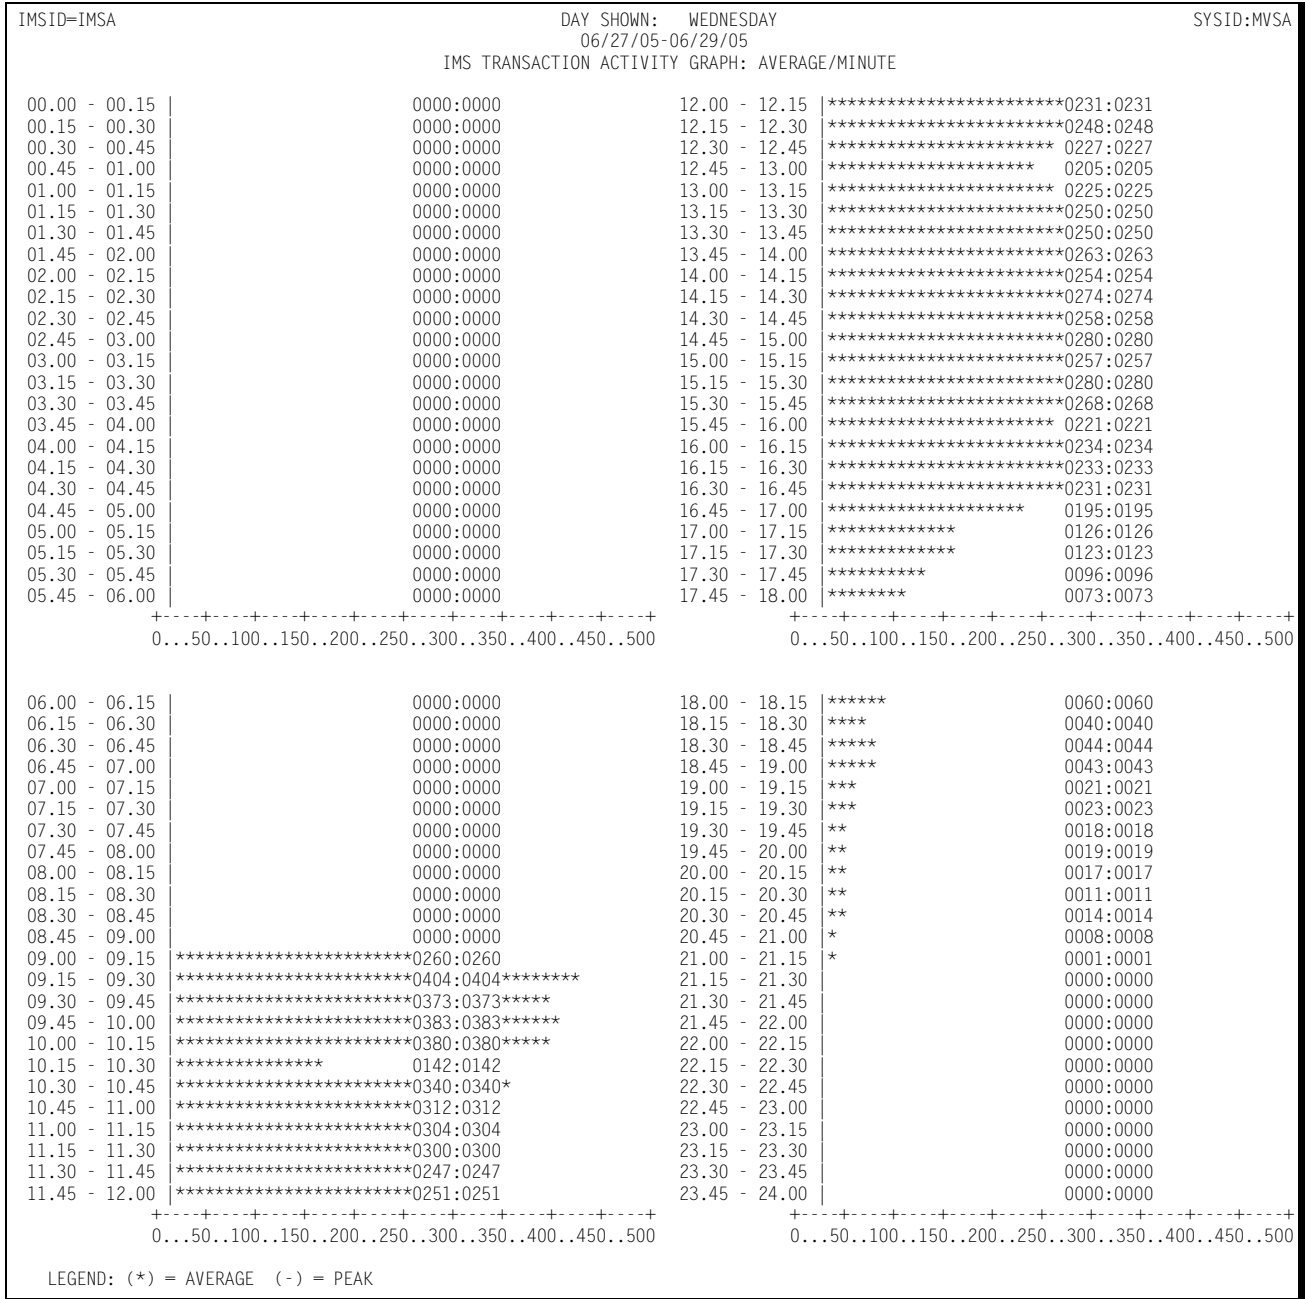 IMSID=IMSA DAY SHOWN: WEDNESDAY SYSID:MVSA
06/27/05-06/29/05
IMS TRANSACTION ACTIVITY GRAPH: AVERAGE/MINUTE
00.00 - 00.15 | 0000:0000 12.00 - 12.15 |************************0231:0231
00.15 - 00.30 | 0000:0000 12.15 - 12.30 |************************0248:0248
00.30 - 00.45 | 0000:0000 12.30 - 12.45 |*********************** 0227:0227
00.45 - 01.00 | 0000:0000 12.45 - 13.00 |********************* 0205:0205
01.00 - 01.15 | 0000:0000 13.00 - 13.15 |*********************** 0225:0225
01.15 - 01.30 | 0000:0000 13.15 - 13.30 |************************0250:0250
01.30 - 01.45 | 0000:0000 13.30 - 13.45 |************************0250:0250
01.45 - 02.00 | 0000:0000 13.45 - 14.00 |************************0263:0263
02.00 - 02.15 | 0000:0000 14.00 - 14.15 |************************0254:0254
02.15 - 02.30 | 0000:0000 14.15 - 14.30 |************************0274:0274
02.30 - 02.45 | 0000:0000 14.30 - 14.45 |************************0258:0258
02.45 - 03.00 | 0000:0000 14.45 - 15.00 |************************0280:0280
03.00 - 03.15 | 0000:0000 15.00 - 15.15 |************************0257:0257
03.15 - 03.30 | 0000:0000 15.15 - 15.30 |************************0280:0280
03.30 - 03.45 | 0000:0000 15.30 - 15.45 |************************0268:0268
03.45 - 04.00 | 0000:0000 15.45 - 16.00 |*********************** 0221:0221
04.00 - 04.15 | 0000:0000 16.00 - 16.15 |************************0234:0234
04.15 - 04.30 | 0000:0000 16.15 - 16.30 |************************0233:0233
04.30 - 04.45 | 0000:0000 16.30 - 16.45 |************************0231:0231
04.45 - 05.00 | 0000:0000 16.45 - 17.00 |******************** 0195:0195
05.00 - 05.15 | 0000:0000 17.00 - 17.15 |************* 0126:0126
05.15 - 05.30 | 0000:0000 17.15 - 17.30 |************* 0123:0123
05.30 - 05.45 | 0000:0000 17.30 - 17.45 |********** 0096:0096
05.45 - 06.00 | 0000:0000 17.45 - 18.00 |******** 0073:0073
+----+----+----+----+----+----+----+----+----+----+ +----+----+----+----+----+----+----+----+----+----+
0...50..100..150..200..250..300..350..400..450..500 0...50..100..150..200..250..300..350..400..450..500
06.00 - 06.15 | 0000:0000 18.00 - 18.15 |****** 0060:0060
06.15 - 06.30 | 0000:0000 18.15 - 18.30 |**** 0040:0040
06.30 - 06.45 | 0000:0000 18.30 - 18.45 |***** 0044:0044
06.45 - 07.00 | 0000:0000 18.45 - 19.00 |***** 0043:0043
07.00 - 07.15 | 0000:0000 19.00 - 19.15 |*** 0021:0021
07.15 - 07.30 | 0000:0000 19.15 - 19.30 |*** 0023:0023
07.30 - 07.45 | 0000:0000 19.30 - 19.45 |** 0018:0018
07.45 - 08.00 | 0000:0000 19.45 - 20.00 |** 0019:0019
08.00 - 08.15 | 0000:0000 20.00 - 20.15 |** 0017:0017
08.15 - 08.30 | 0000:0000 20.15 - 20.30 |** 0011:0011
08.30 - 08.45 | 0000:0000 20.30 - 20.45 |** 0014:0014
08.45 - 09.00 | 0000:0000 20.45 - 21.00 |* 0008:0008
09.00 - 09.15 |************************0260:0260 21.00 - 21.15 |* 0001:0001
09.15 - 09.30 |************************0404:0404******** 21.15 - 21.30 | 0000:0000
09.30 - 09.45 |************************0373:0373***** 21.30 - 21.45 | 0000:0000
09.45 - 10.00 |************************0383:0383****** 21.45 - 22.00 | 0000:0000
10.00 - 10.15 |************************0380:0380***** 22.00 - 22.15 | 0000:0000
10.15 - 10.30 |*************** 0142:0142 22.15 - 22.30 | 0000:0000
10.30 - 10.45 |************************0340:0340* 22.30 - 22.45 | 0000:0000
10.45 - 11.00 |************************0312:0312 22.45 - 23.00 | 0000:0000
11.00 - 11.15 |************************0304:0304 23.00 - 23.15 | 0000:0000
11.15 - 11.30 |************************0300:0300 23.15 - 23.30 | 0000:0000
11.30 - 11.45 |************************0247:0247 23.30 - 23.45 | 0000:0000
11.45 - 12.00 |************************0251:0251 23.45 - 24.00 | 0000:0000
+----+----+----+----+----+----+----+----+----+----+ +----+----+----+----+----+----+----+----+----+----+
0...50..100..150..200..250..300..350..400..450..500 0...50..100..150..200..250..300..350..400..450..500
LEGEND: (*) = AVERAGE (-) = PEAK